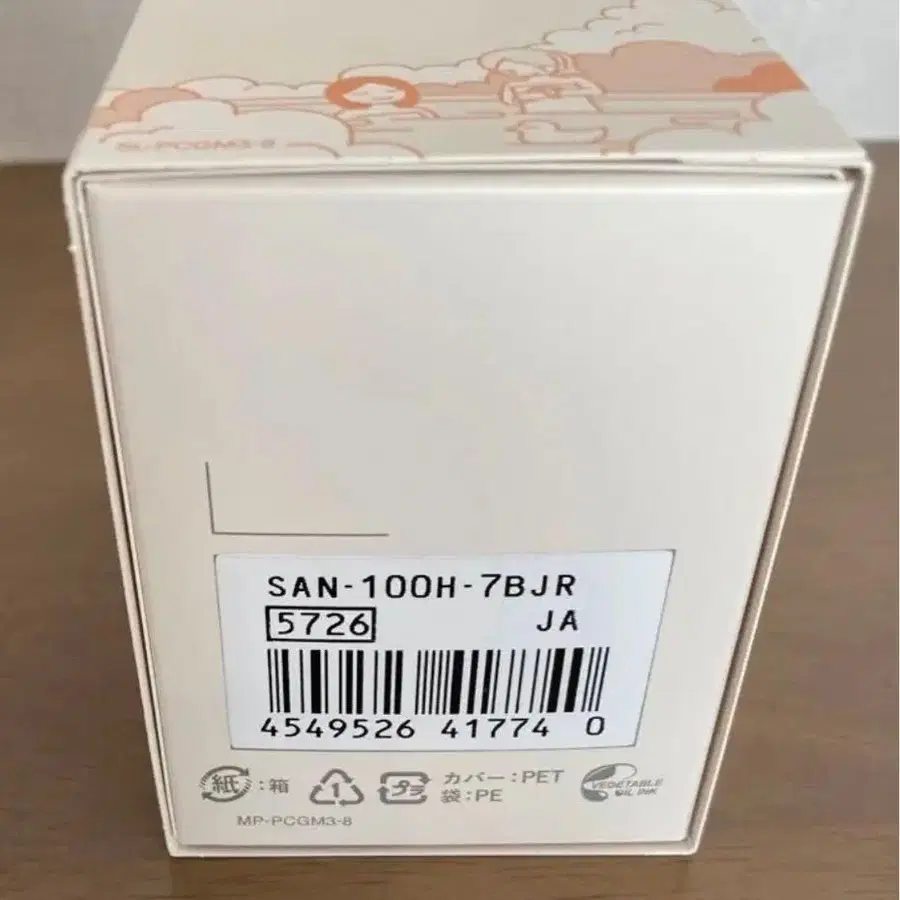 SL-PCGM3-8
SAN-100H-7BJR
5726 JA
4549526 41774 0
紙:箱
1
プラ
カバー:PET
袋:PE
VEGETABLE
OIL INK
MP-PCGM3-8